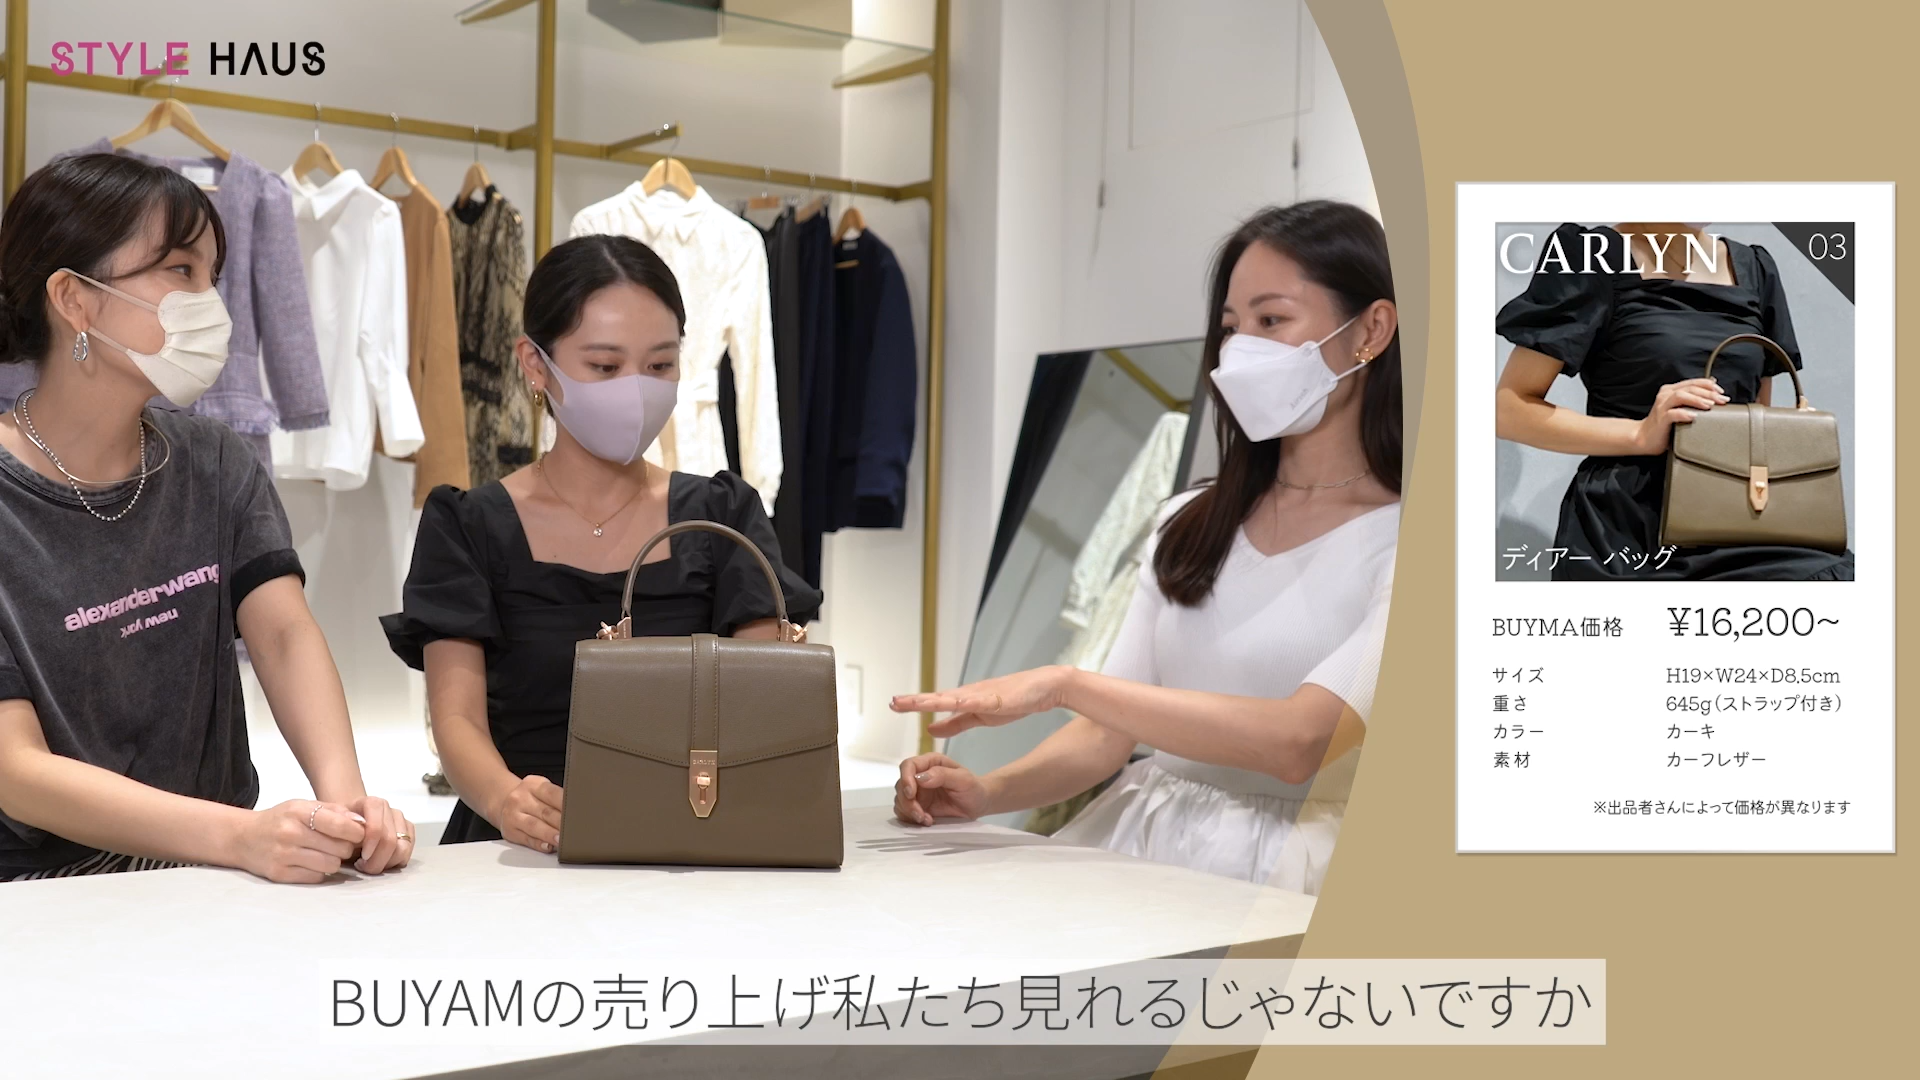 STYLE HAUS
alexanderwang
new york
CARLYN
03
ディアー バッグ
BUYMA価格 ¥16,200~
サイズ H19×W24×D8.5cm
重さ 645g(ストラップ付き)
カラー カーキ
素材 カーフレザー
※出品者さんによって価格が異なります
CARLYN
BUYAMの売り上げ私たち見れるじゃないですか